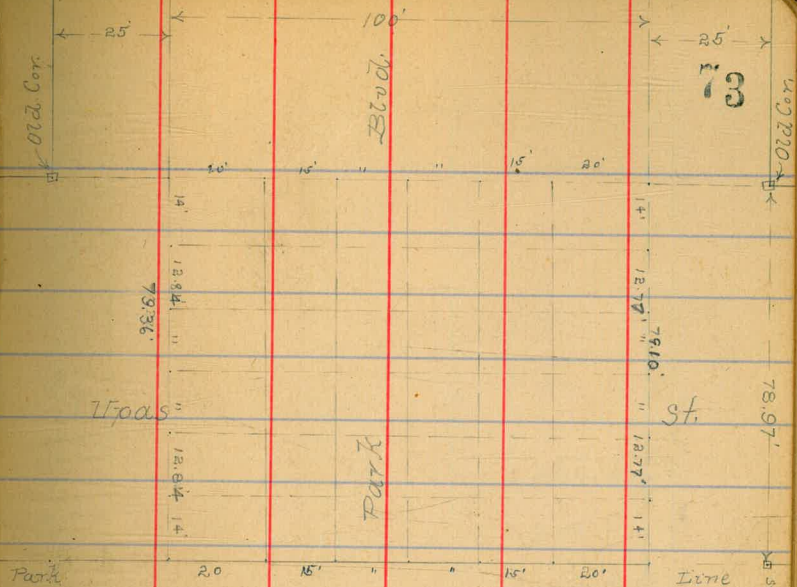 100'
25'
25'
73
Old Cor.
Blvd.
Old Cor.
20' 15' " " 15' 20'
14'
14'
12.84'
12.77'
79.36'
79.10'
"
"
78.97'
Upas
"
"
St.
Park
12.84'
12.77'
14'
14'
Park 20 15' " " 15' 20' Line
S